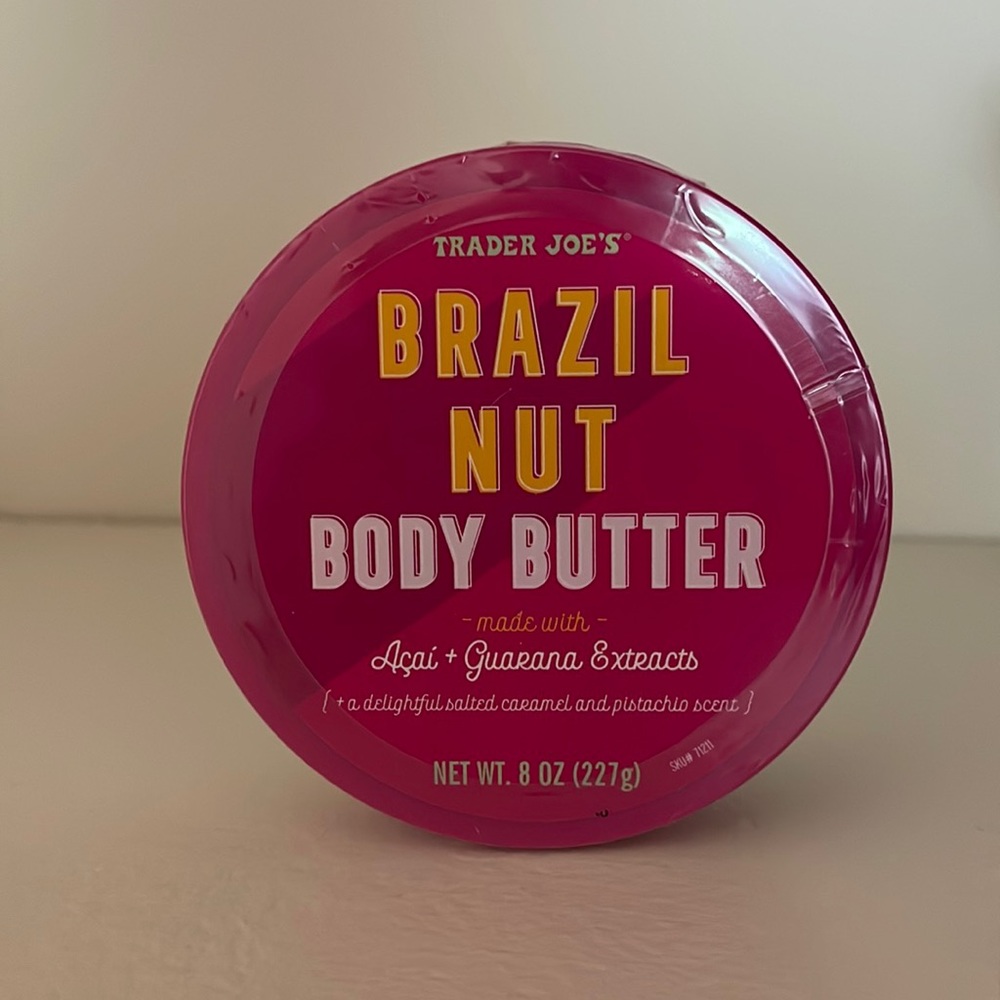 TRADER JOE'S®
BRAZIL
NUT
BODY BUTTER
- made with -
Açaí + Guarana Extracts
{ + a delightful salted caramel and pistachio scent }
NET WT. 8 OZ (227g)
SKU# 71211